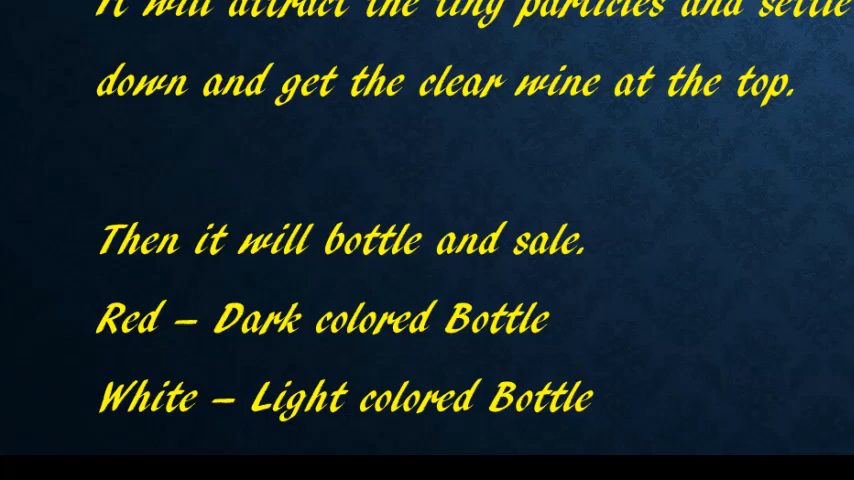 It will attract the tiny particles and settle
down and get the clear wine at the top.
Then it will bottle and sale.
Red – Dark colored Bottle
White – Light colored Bottle